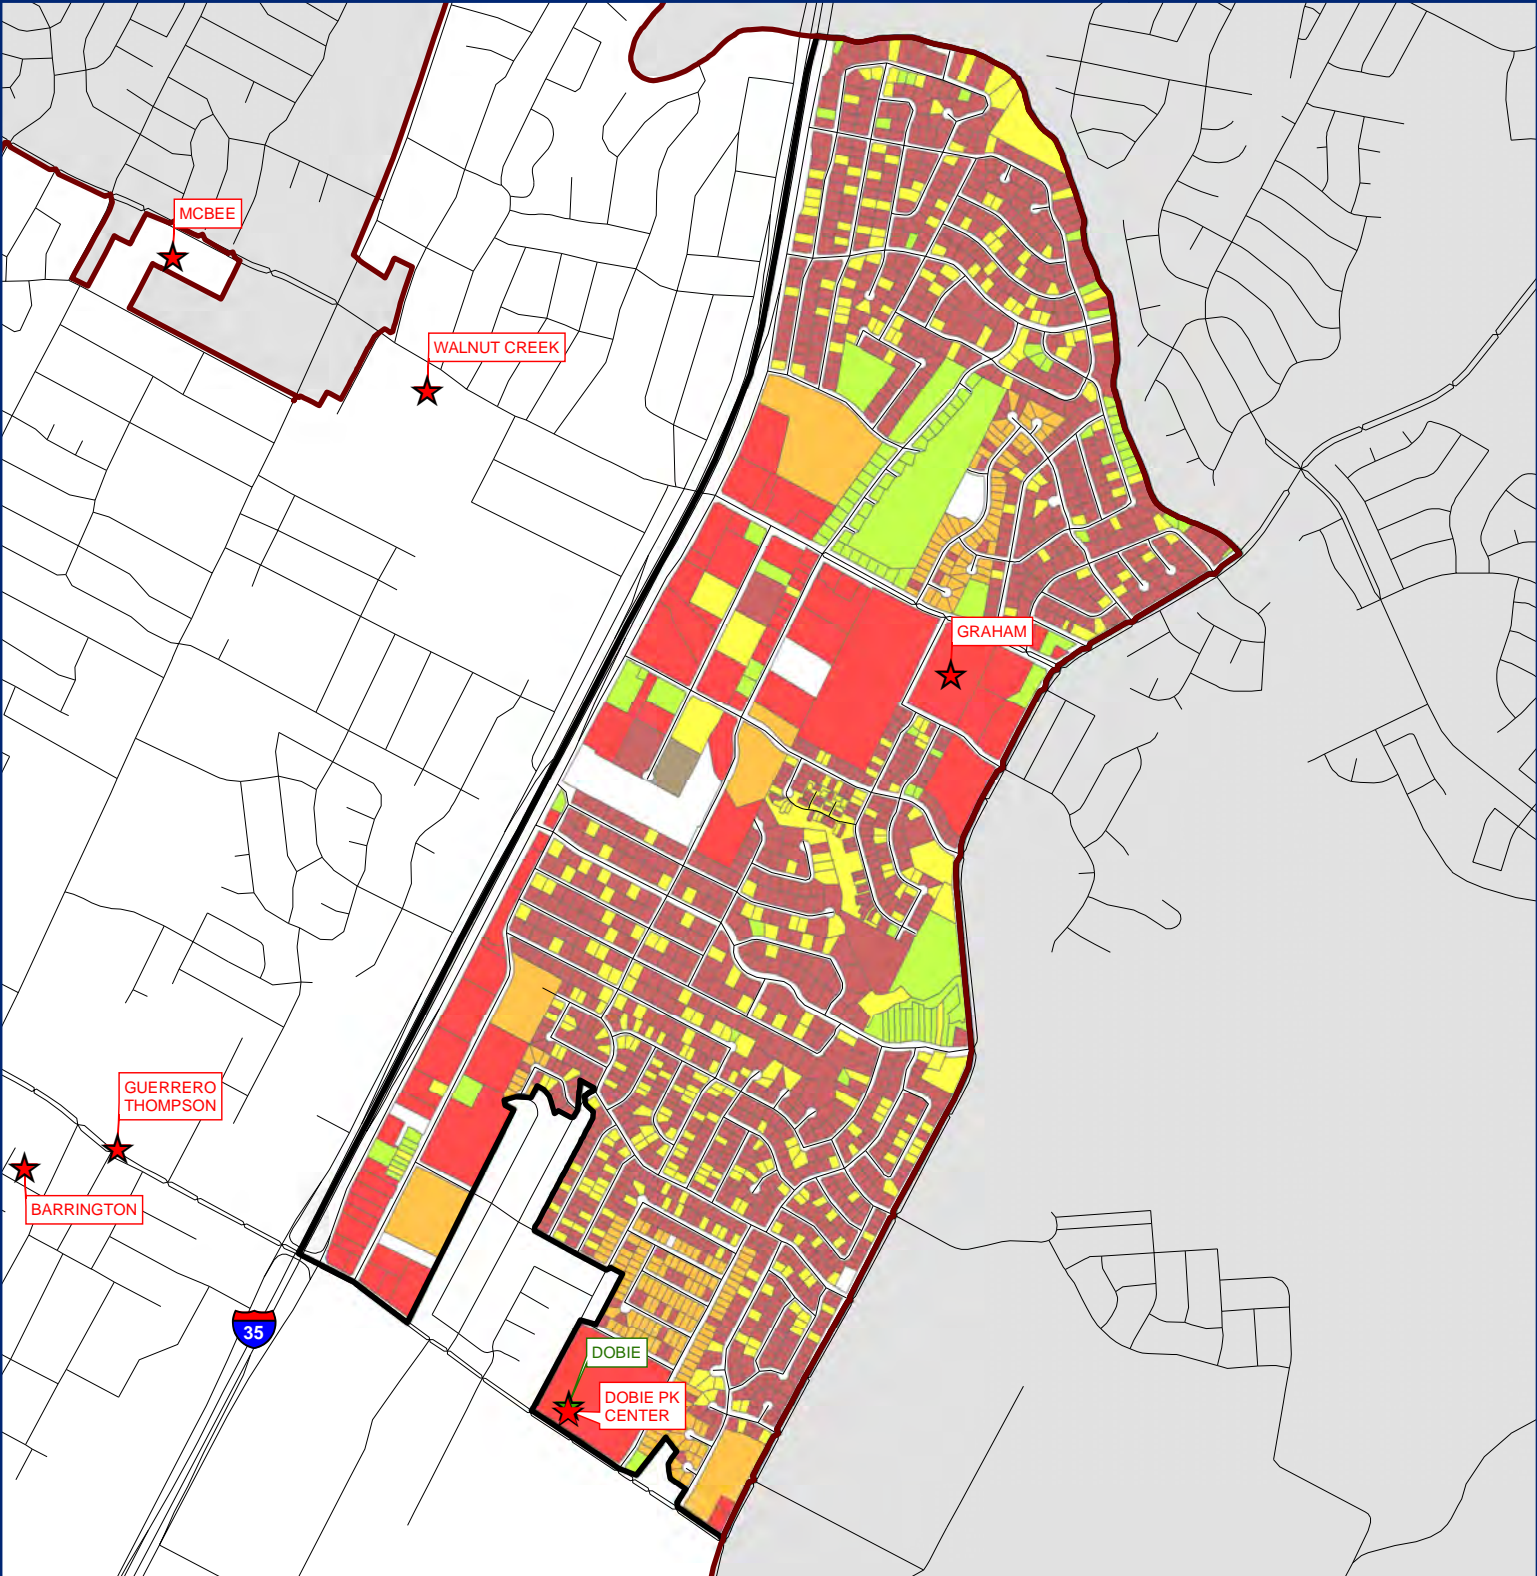 MCBEE
WALNUT CREEK
GRAHAM
GUERRERO
THOMPSON
BARRINGTON
35
DOBIE
DOBIE PK
CENTER